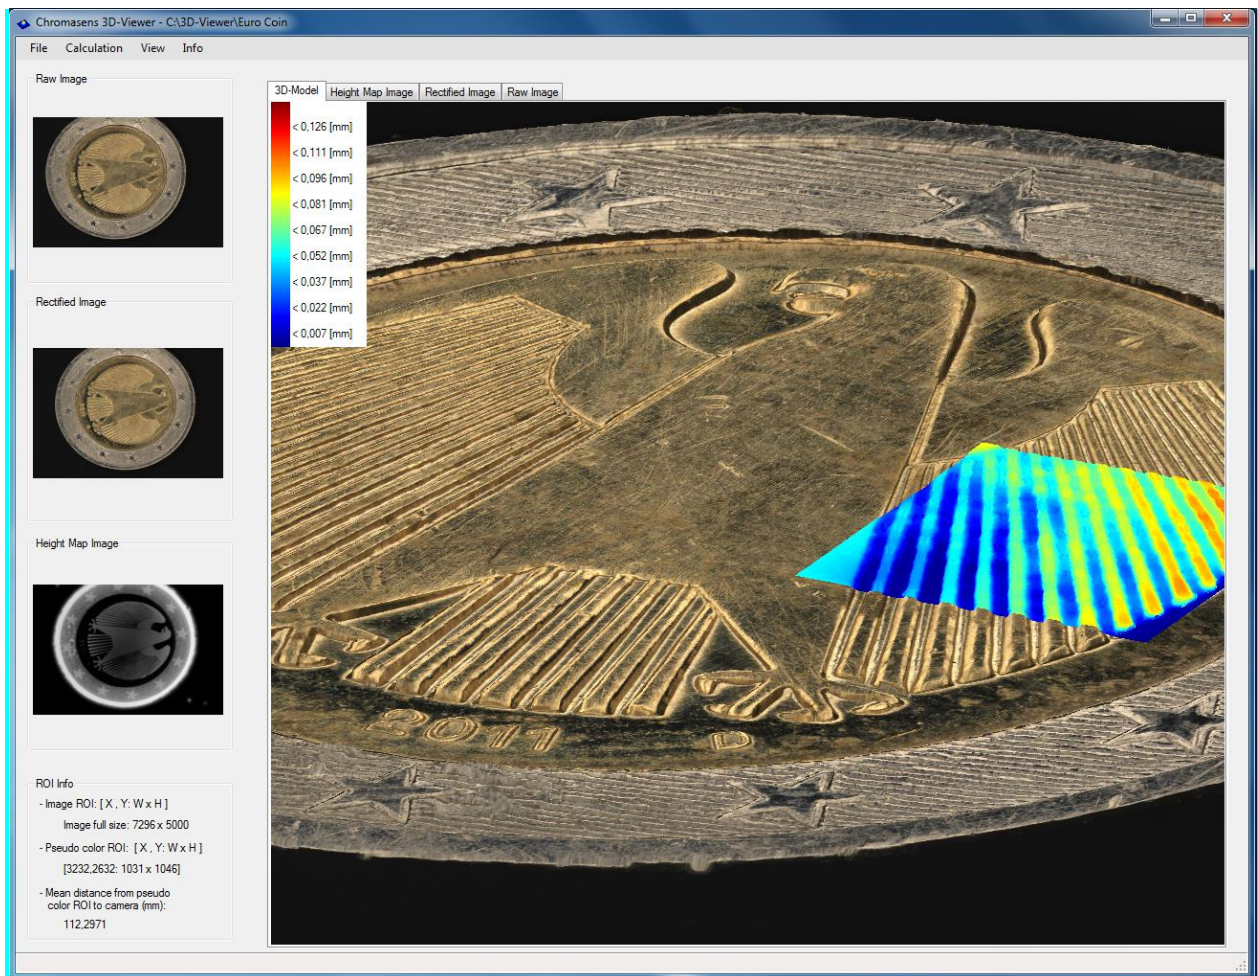 Chromasens 3D-Viewer - C:\3D-Viewer\Euro Coin
File Calculation View Info
Raw Image
Rectified Image
Height Map Image
ROI Info
- Image ROI: [ X , Y: W x H ]
Image full size: 7296 x 5000
- Pseudo color ROI: [ X , Y: W x H ]
[3232,2632: 1031 x 1046]
- Mean distance from pseudo
color ROI to camera (mm):
112,2971
3D-Model Height Map Image Rectified Image Raw Image
< 0,126 [mm]
< 0,111 [mm]
< 0,096 [mm]
< 0,081 [mm]
< 0,067 [mm]
< 0,052 [mm]
< 0,037 [mm]
< 0,022 [mm]
< 0,007 [mm]
2011 D